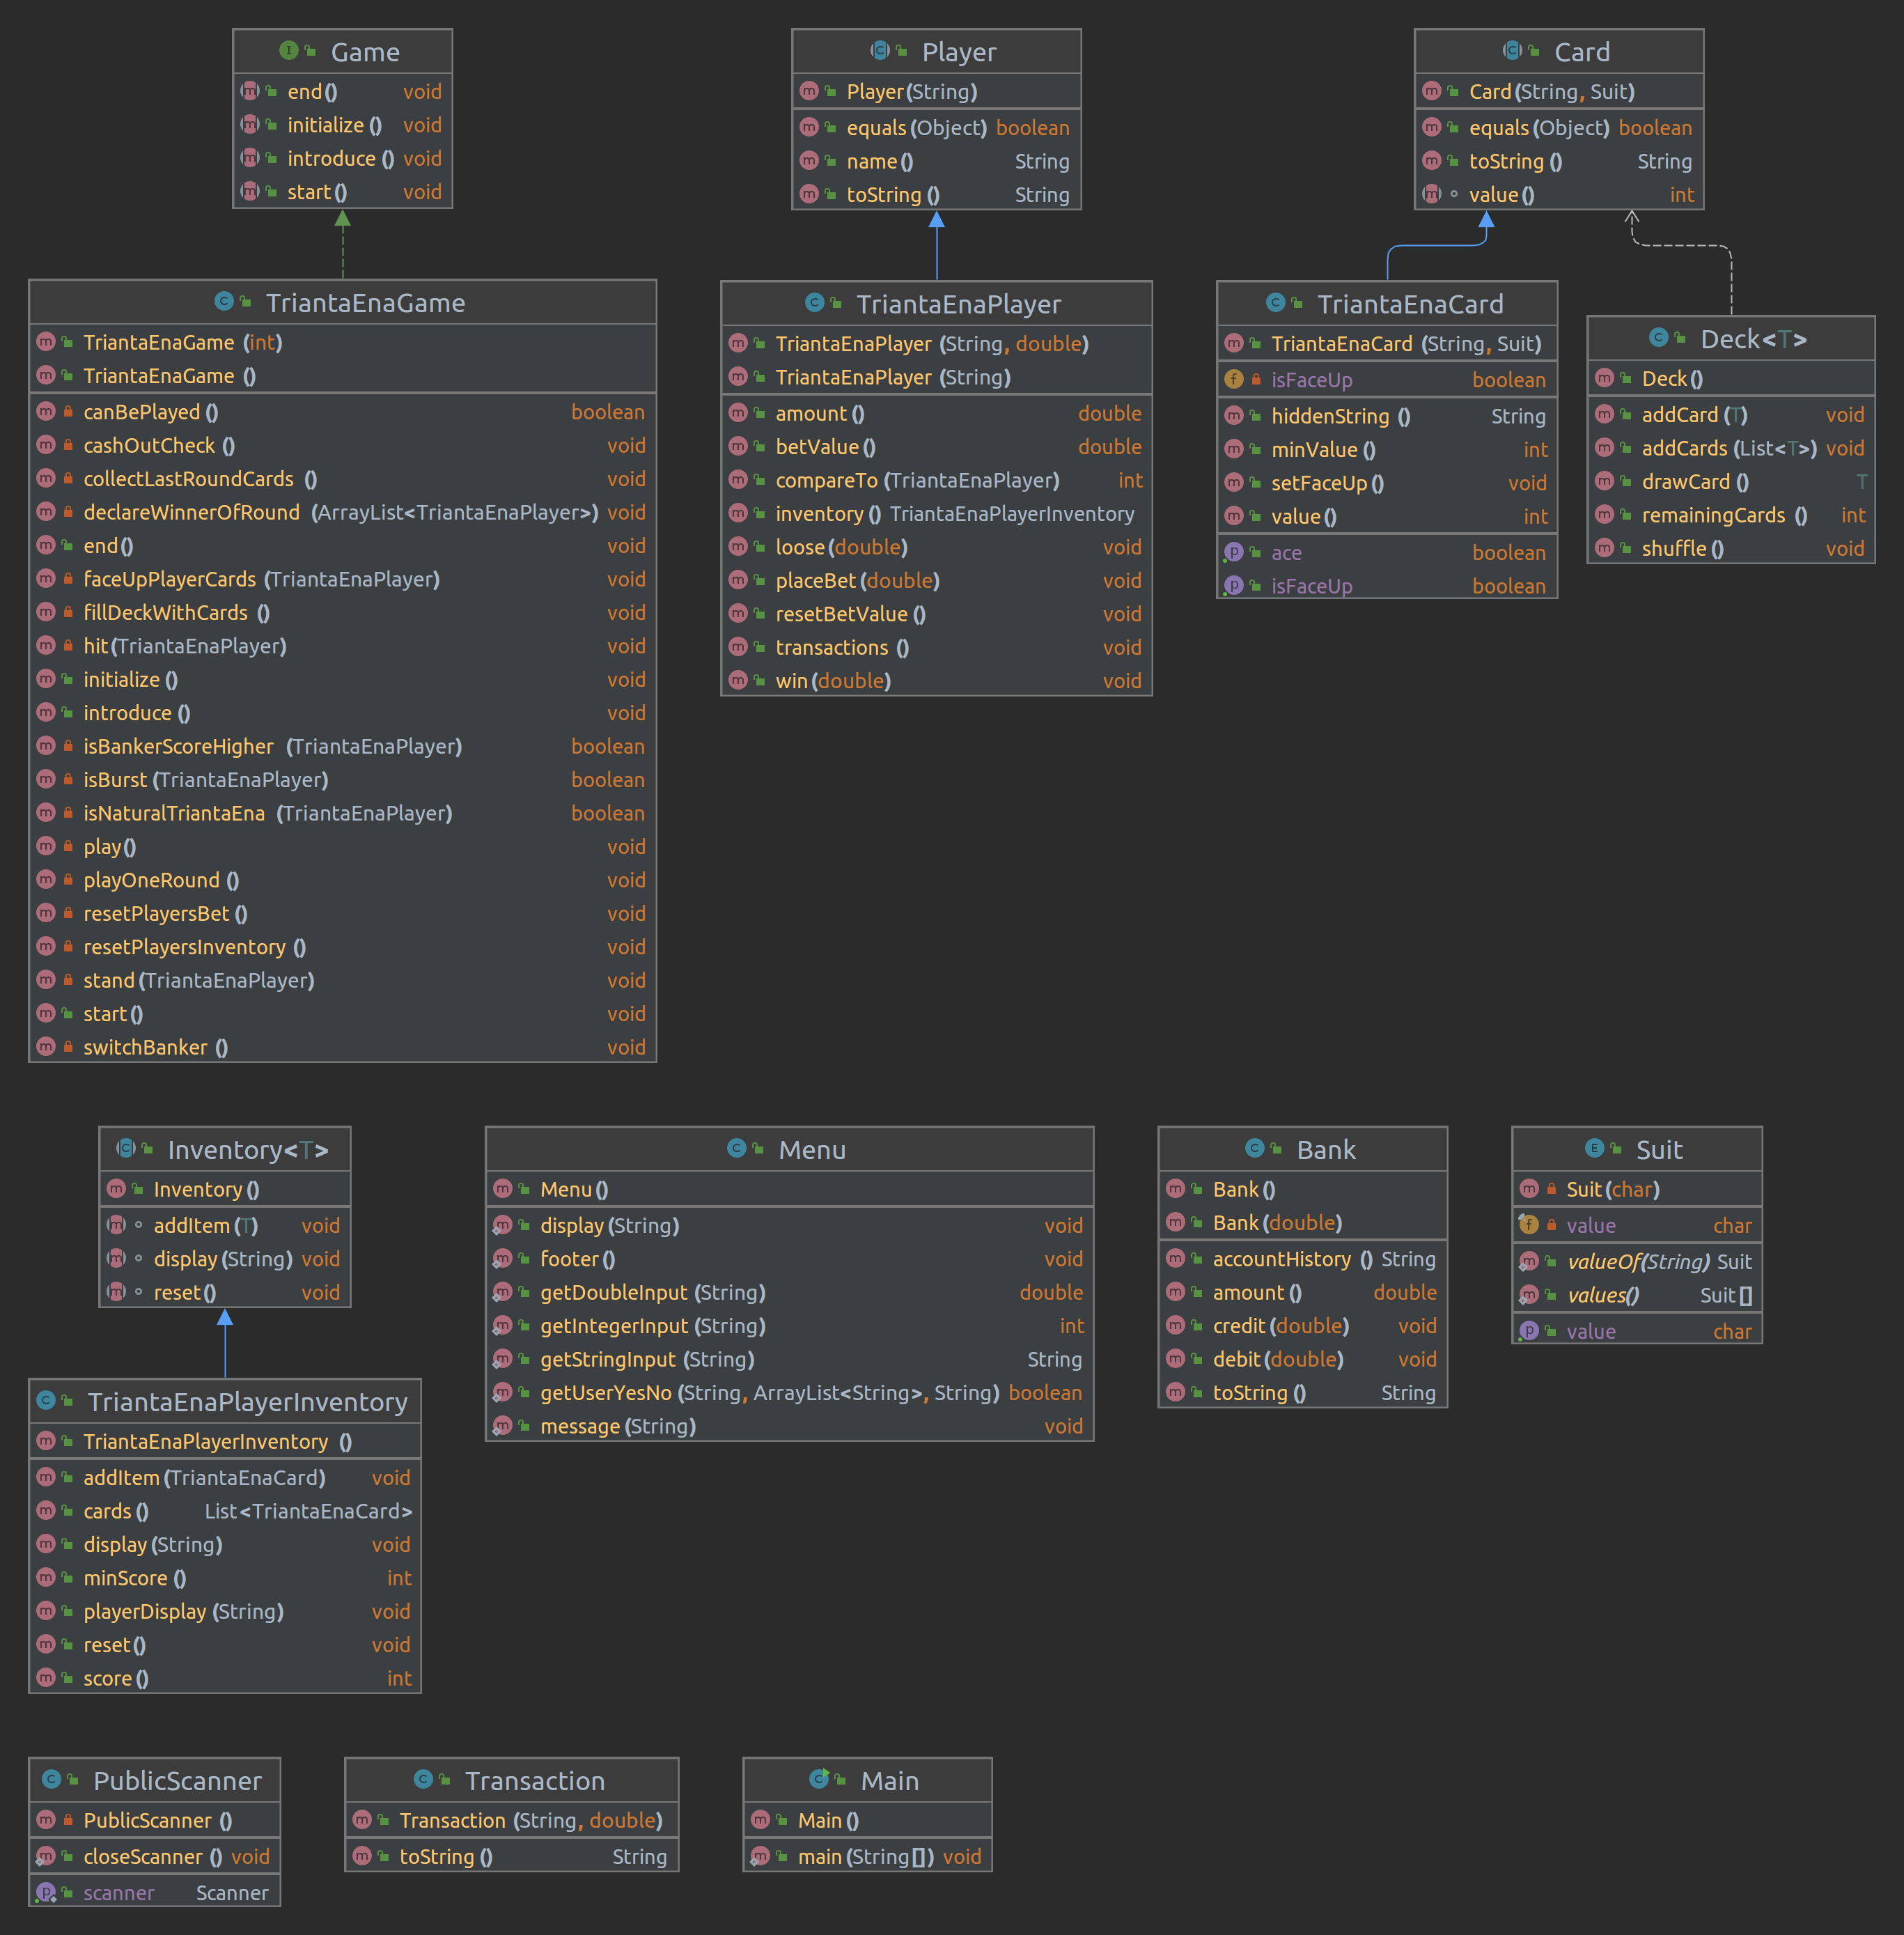 Game
end() void
initialize() void
introduce() void
start() void
Player
Player(String)
equals(Object) boolean
name() String
toString() String
Card
Card(String, Suit)
equals(Object) boolean
toString() String
value() int
TriantaEnaGame
TriantaEnaGame(int)
TriantaEnaGame()
canBePlayed() boolean
cashOutCheck() void
collectLastRoundCards() void
declareWinnerOfRound(ArrayList<TriantaEnaPlayer>) void
end() void
faceUpPlayerCards(TriantaEnaPlayer) void
fillDeckWithCards() void
hit(TriantaEnaPlayer) void
initialize() void
introduce() void
isBankerScoreHigher(TriantaEnaPlayer) boolean
isBurst(TriantaEnaPlayer) boolean
isNaturalTriantaEna(TriantaEnaPlayer) boolean
play() void
playOneRound() void
resetPlayersBet() void
resetPlayersInventory() void
stand(TriantaEnaPlayer) void
start() void
switchBanker() void
TriantaEnaPlayer
TriantaEnaPlayer(String, double)
TriantaEnaPlayer(String)
amount() double
betValue() double
compareTo(TriantaEnaPlayer) int
inventory() TriantaEnaPlayerInventory
loose(double) void
placeBet(double) void
resetBetValue() void
transactions() void
win(double) void
TriantaEnaCard
TriantaEnaCard(String, Suit)
isFaceUp boolean
hiddenString() String
minValue() int
setFaceUp() void
value() int
ace boolean
isFaceUp boolean
Deck<T>
Deck()
addCard(T) void
addCards(List<T>) void
drawCard() T
remainingCards() int
shuffle() void
Inventory<T>
Inventory()
addItem(T) void
display(String) void
reset() void
Menu
Menu()
display(String) void
footer() void
getDoubleInput(String) double
getIntegerInput(String) int
getStringInput(String) String
getUserYesNo(String, ArrayList<String>, String) boolean
message(String) void
Bank
Bank()
Bank(double)
accountHistory() String
amount() double
credit(double) void
debit(double) void
toString() String
Suit
Suit(char)
value char
valueOf(String) Suit
values() Suit[]
value char
TriantaEnaPlayerInventory
TriantaEnaPlayerInventory()
addItem(TriantaEnaCard) void
cards() List<TriantaEnaCard>
display(String) void
minScore() int
playerDisplay(String) void
reset() void
score() int
PublicScanner
PublicScanner()
closeScanner() void
scanner Scanner
Transaction
Transaction(String, double)
toString() String
Main
Main()
main(String[]) void